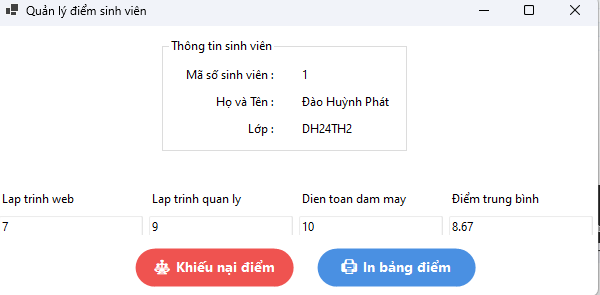 Quản lý điểm sinh viên
Thông tin sinh viên
Mã số sinh viên : 1
Họ và Tên : Đào Huỳnh Phát
Lớp : DH24TH2
Lap trinh web Lap trinh quan ly Dien toan dam may Điểm trung bình
7 9 10 8.67
Khiếu nại điểm In bảng điểm